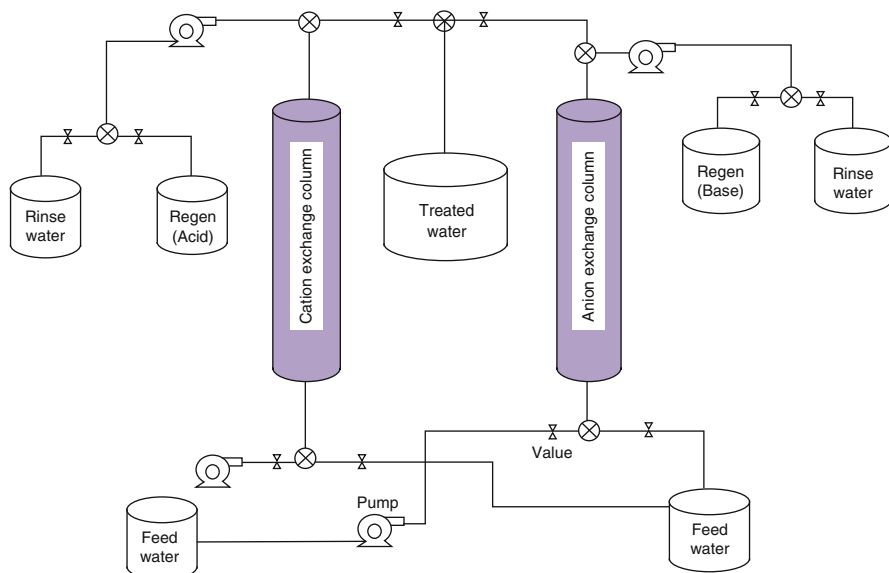 Rinse
water
Regen
(Acid)
Cation exchange column
Treated
water
Anion exchange column
Regen
(Base)
Rinse
water
Value
Pump
Feed
water
Feed
water